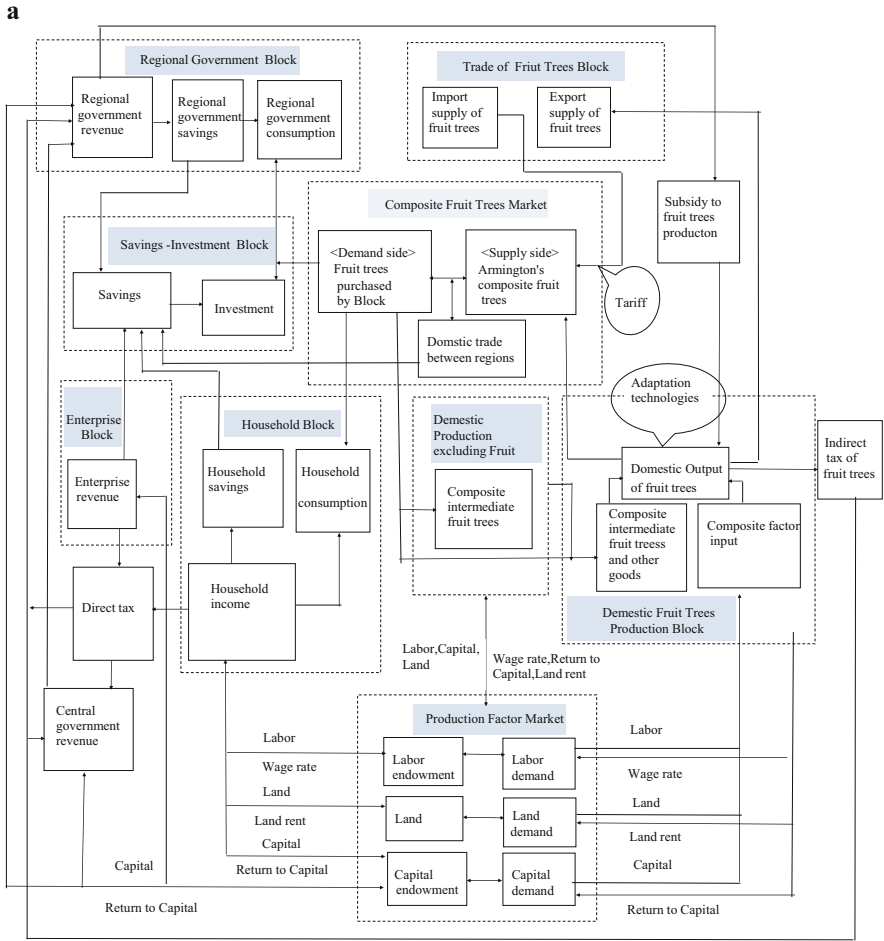 a
Regional Government Block
Regional
government
revenue
Regional
government
savings
Regional
government
consumption
Trade of Friut Trees Block
Import
supply of
fruit trees
Export
supply of
fruit trees
Subsidy to
fruit trees
producton
Composite Fruit Trees Market
<Demand side>
Fruit trees
purchased
by Block
<Supply side>
Armington's
composite fruit
trees
Domstic trade
between regions
Tariff
Savings -Investment Block
Savings
Investment
Adaptation
technologies
Enterprise
Block
Enterprise
revenue
Household Block
Household
savings
Household
consumption
Household
income
Demestic
Production
excluding Fruit
Composite
intermediate
fruit trees
Domestic Output
of fruit trees
Composite
intermediate
fruit treess
and other
goods
Composite factor
input
Indirect
tax of
fruit trees
Demestic Fruit Trees
Production Block
Direct tax
Central
government
revenue
Labor,Capital,
Land
Wage rate,Return to
Capital,Land rent
Production Factor Market
Labor
endowment
Labor
demand
Land
Land
demand
Capital
endowment
Capital
demand
Labor
Wage rate
Land
Land rent
Capital
Return to Capital
Labor
Wage rate
Land
Land rent
Capital
Return to Capital
Capital
Return to Capital